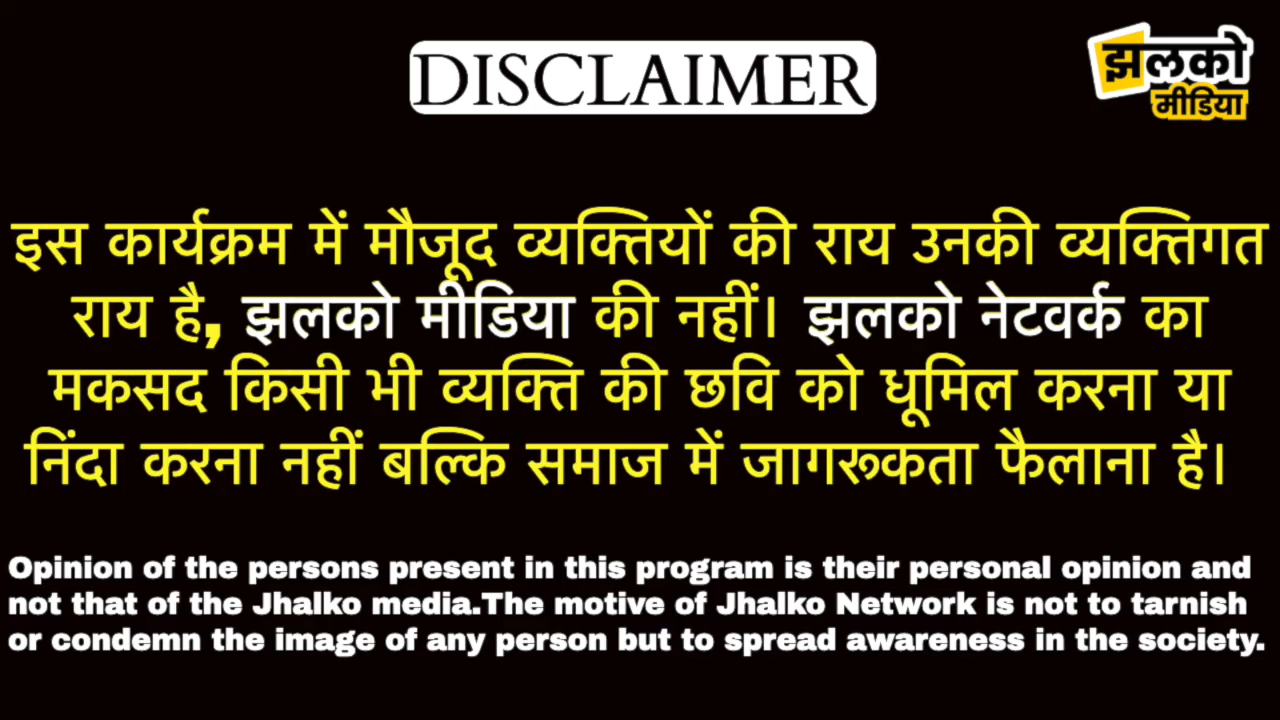 DISCLAIMER
झलको
मीडिया
इस कार्यक्रम में मौजूद व्यक्तियों की राय उनकी व्यक्तिगत
राय है, झलको मीडिया की नहीं। झलको नेटवर्क का
मकसद किसी भी व्यक्ति की छवि को धूमिल करना या
निंदा करना नहीं बल्कि समाज में जागरूकता फैलाना है।
Opinion of the persons present in this program is their personal opinion and
not that of the Jhalko media.The motive of Jhalko Network is not to tarnish
or condemn the image of any person but to spread awareness in the society.